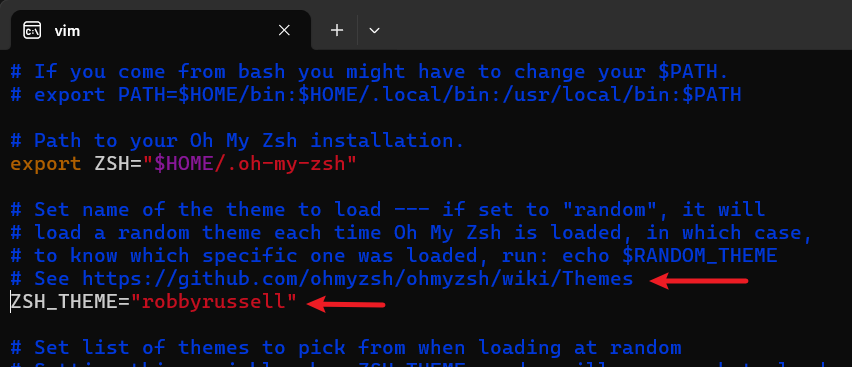 vim
# If you come from bash you might have to change your $PATH.
# export PATH=$HOME/bin:$HOME/.local/bin:/usr/local/bin:$PATH
# Path to your Oh My Zsh installation.
export ZSH="$HOME/.oh-my-zsh"
# Set name of the theme to load --- if set to "random", it will
# load a random theme each time Oh My Zsh is loaded, in which case,
# to know which specific one was loaded, run: echo $RANDOM_THEME
# See https://github.com/ohmyzsh/ohmyzsh/wiki/Themes
ZSH_THEME="robbyrussell"
# Set list of themes to pick from when loading at random